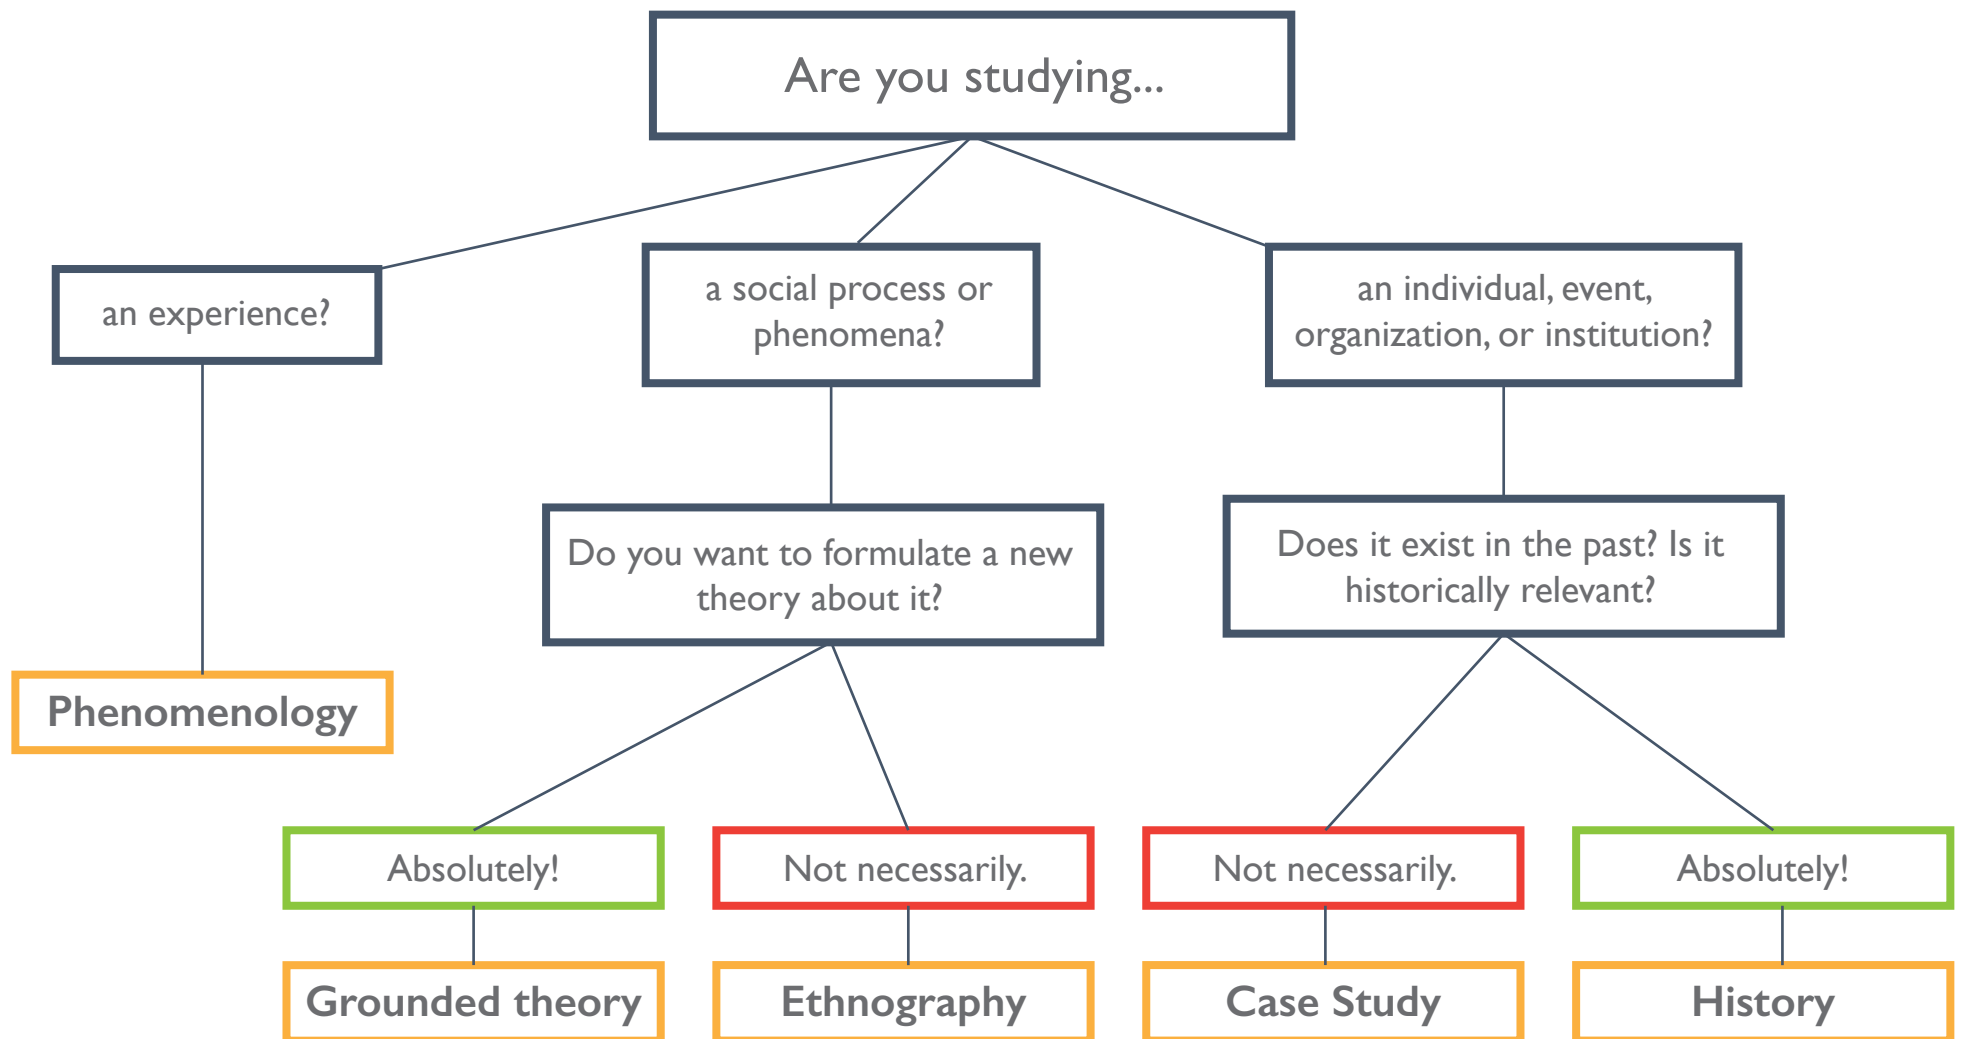 Are you studying...
an experience?
a social process or
phenomena?
an individual, event,
organization, or institution?
Do you want to formulate a new
theory about it?
Does it exist in the past? Is it
historically relevant?
Phenomenology
Absolutely!
Not necessarily.
Not necessarily.
Absolutely!
Grounded theory
Ethnography
Case Study
History